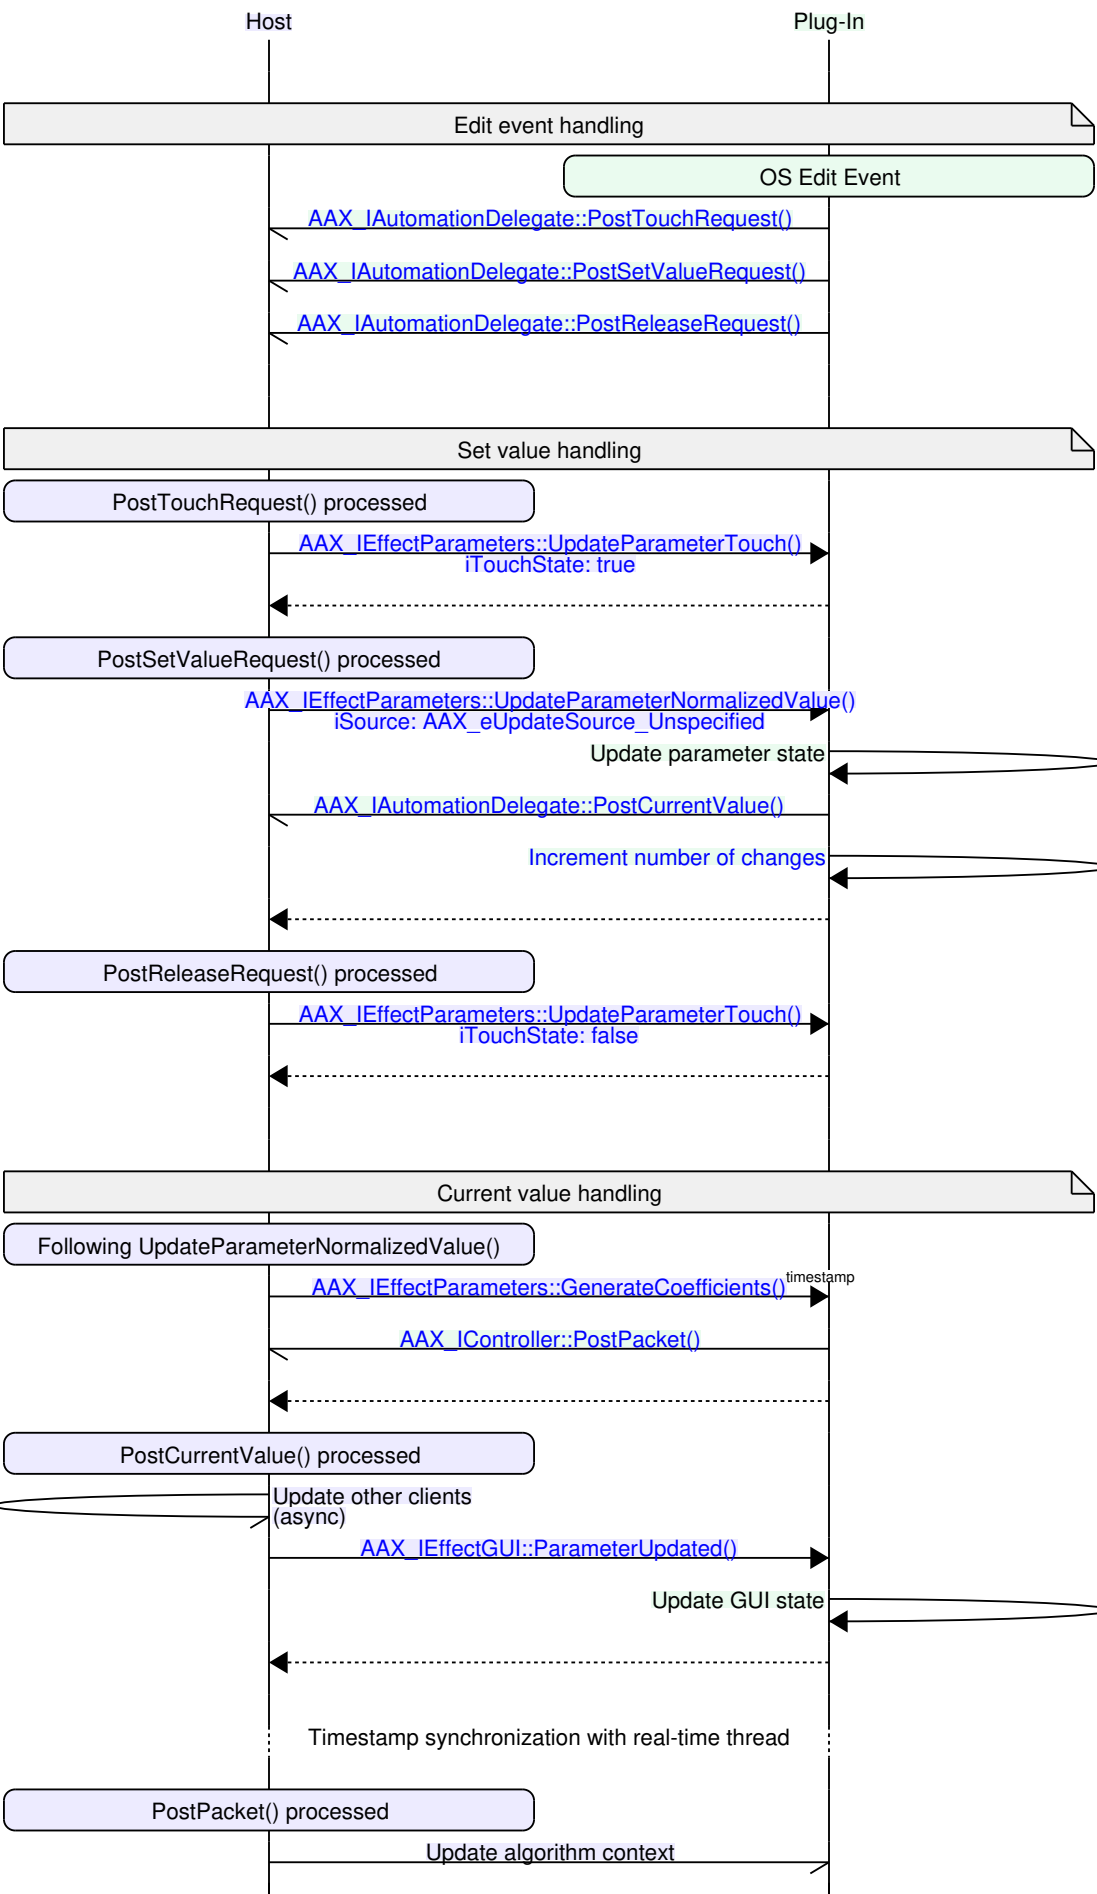 Host
Plug-In
Edit event handling
OS Edit Event
AAX_IAutomationDelegate::PostTouchRequest()
AAX_IAutomationDelegate::PostSetValueRequest()
AAX_IAutomationDelegate::PostReleaseRequest()
Set value handling
PostTouchRequest() processed
AAX_IEffectParameters::UpdateParameterTouch()
iTouchState: true
PostSetValueRequest() processed
AAX_IEffectParameters::UpdateParameterNormalizedValue()
iSource: AAX_eUpdateSource_Unspecified
Update parameter state
AAX_IAutomationDelegate::PostCurrentValue()
Increment number of changes
PostReleaseRequest() processed
AAX_IEffectParameters::UpdateParameterTouch()
iTouchState: false
Current value handling
Following UpdateParameterNormalizedValue()
AAX_IEffectParameters::GenerateCoefficients() timestamp
AAX_IController::PostPacket()
PostCurrentValue() processed
Update other clients
(async)
AAX_IEffectGUI::ParameterUpdated()
Update GUI state
Timestamp synchronization with real-time thread
PostPacket() processed
Update algorithm context